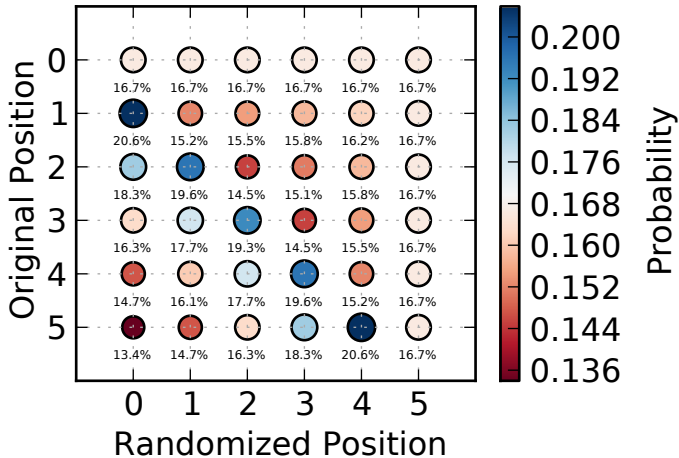 0
16.7% 16.7% 16.7% 16.7% 16.7% 16.7%
1
20.6% 15.2% 15.5% 15.8% 16.2% 16.7%
2
18.3% 19.6% 14.5% 15.1% 15.8% 16.7%
3
16.3% 17.7% 19.3% 14.5% 15.5% 16.7%
4
14.7% 16.1% 17.7% 19.6% 15.2% 16.7%
5
13.4% 14.7% 16.3% 18.3% 20.6% 16.7%
0 1 2 3 4 5
Randomized Position
Original Position
0.200
0.192
0.184
0.176
0.168
0.160
0.152
0.144
0.136
Probability